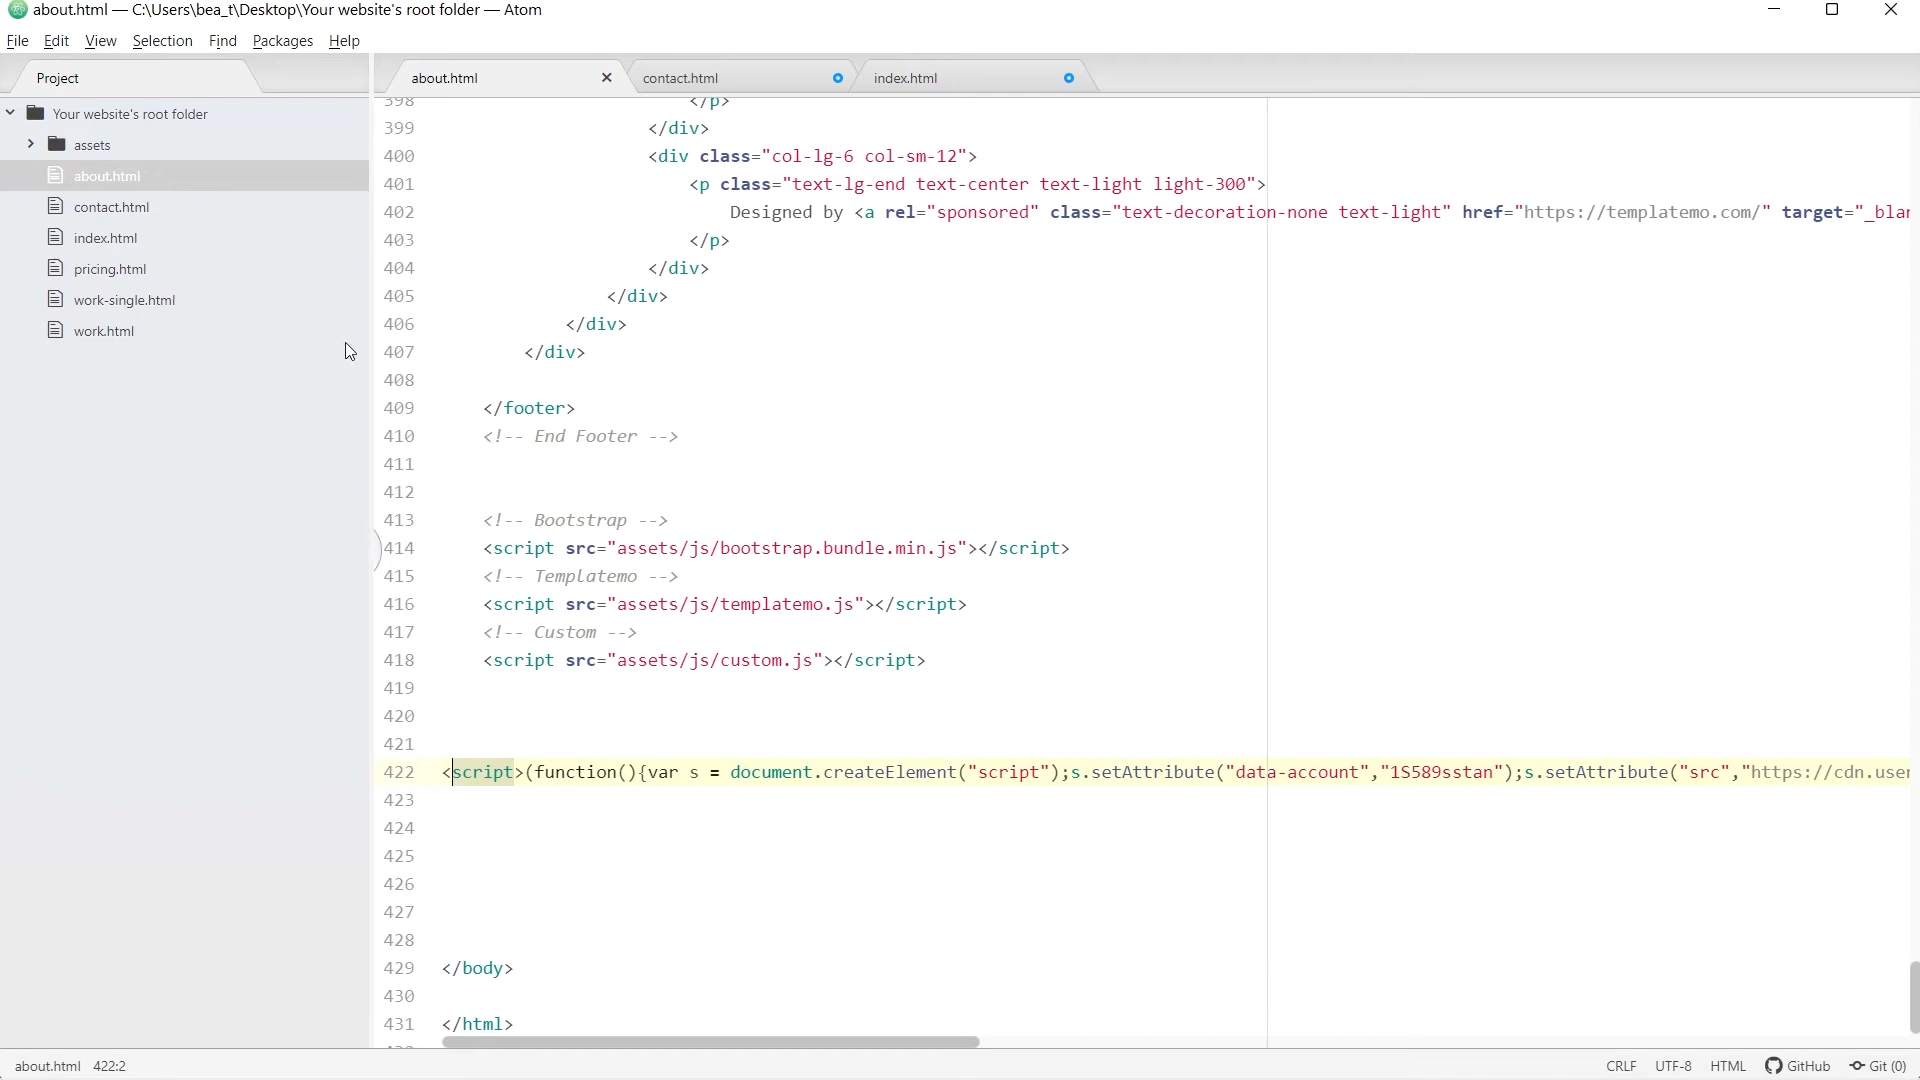 about.html — C:\Users\bea_t\Desktop\Your website's root folder — Atom
File Edit View Selection Find Packages Help
Project
about.html
contact.html
index.html
Your website's root folder
assets
about.html
contact.html
index.html
pricing.html
work-single.html
work.html
398 </p>
399 </div>
400 <div class="col-lg-6 col-sm-12">
401 <p class="text-lg-end text-center text-light light-300">
402 Designed by <a rel="sponsored" class="text-decoration-none text-light" href="https://templatemo.com/" target="_blan
403 </p>
404 </div>
405 </div>
406 </div>
407 </div>
408
409 </footer>
410 <!-- End Footer -->
411
412
413 <!-- Bootstrap -->
414 <script src="assets/js/bootstrap.bundle.min.js"></script>
415 <!-- Templatemo -->
416 <script src="assets/js/templatemo.js"></script>
417 <!-- Custom -->
418 <script src="assets/js/custom.js"></script>
419
420
421
422 <script>(function(){var s = document.createElement("script");s.setAttribute("data-account","1S589sstan");s.setAttribute("src","https://cdn.user
423
424
425
426
427
428
429 </body>
430
431 </html>
about.html 422:2
CRLF UTF-8 HTML GitHub Git (0)